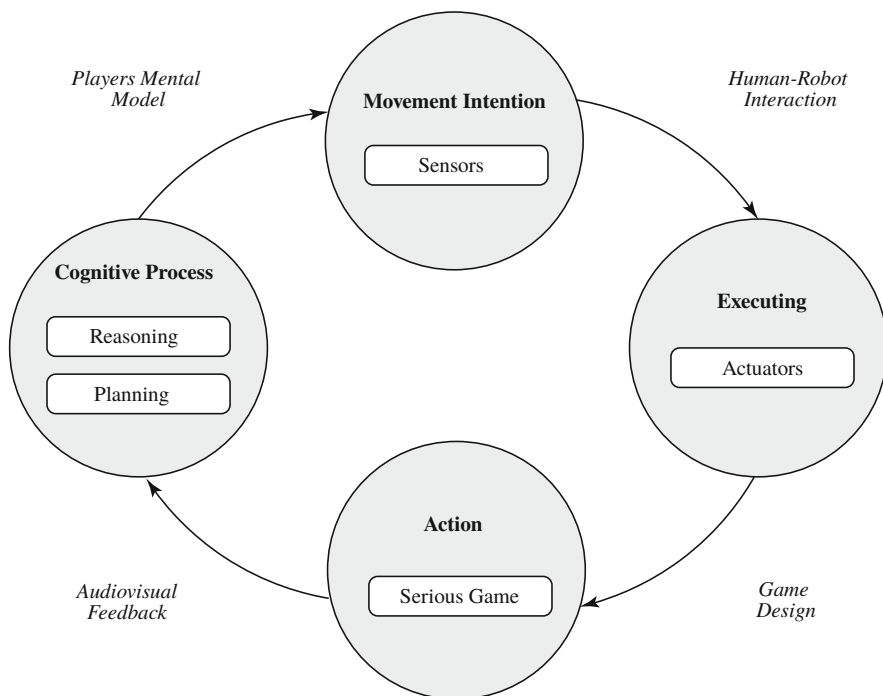 Players Mental
Model
Movement Intention
Sensors
Human-Robot
Interaction
Cognitive Process
Reasoning
Planning
Executing
Actuators
Action
Serious Game
Audiovisual
Feedback
Game
Design